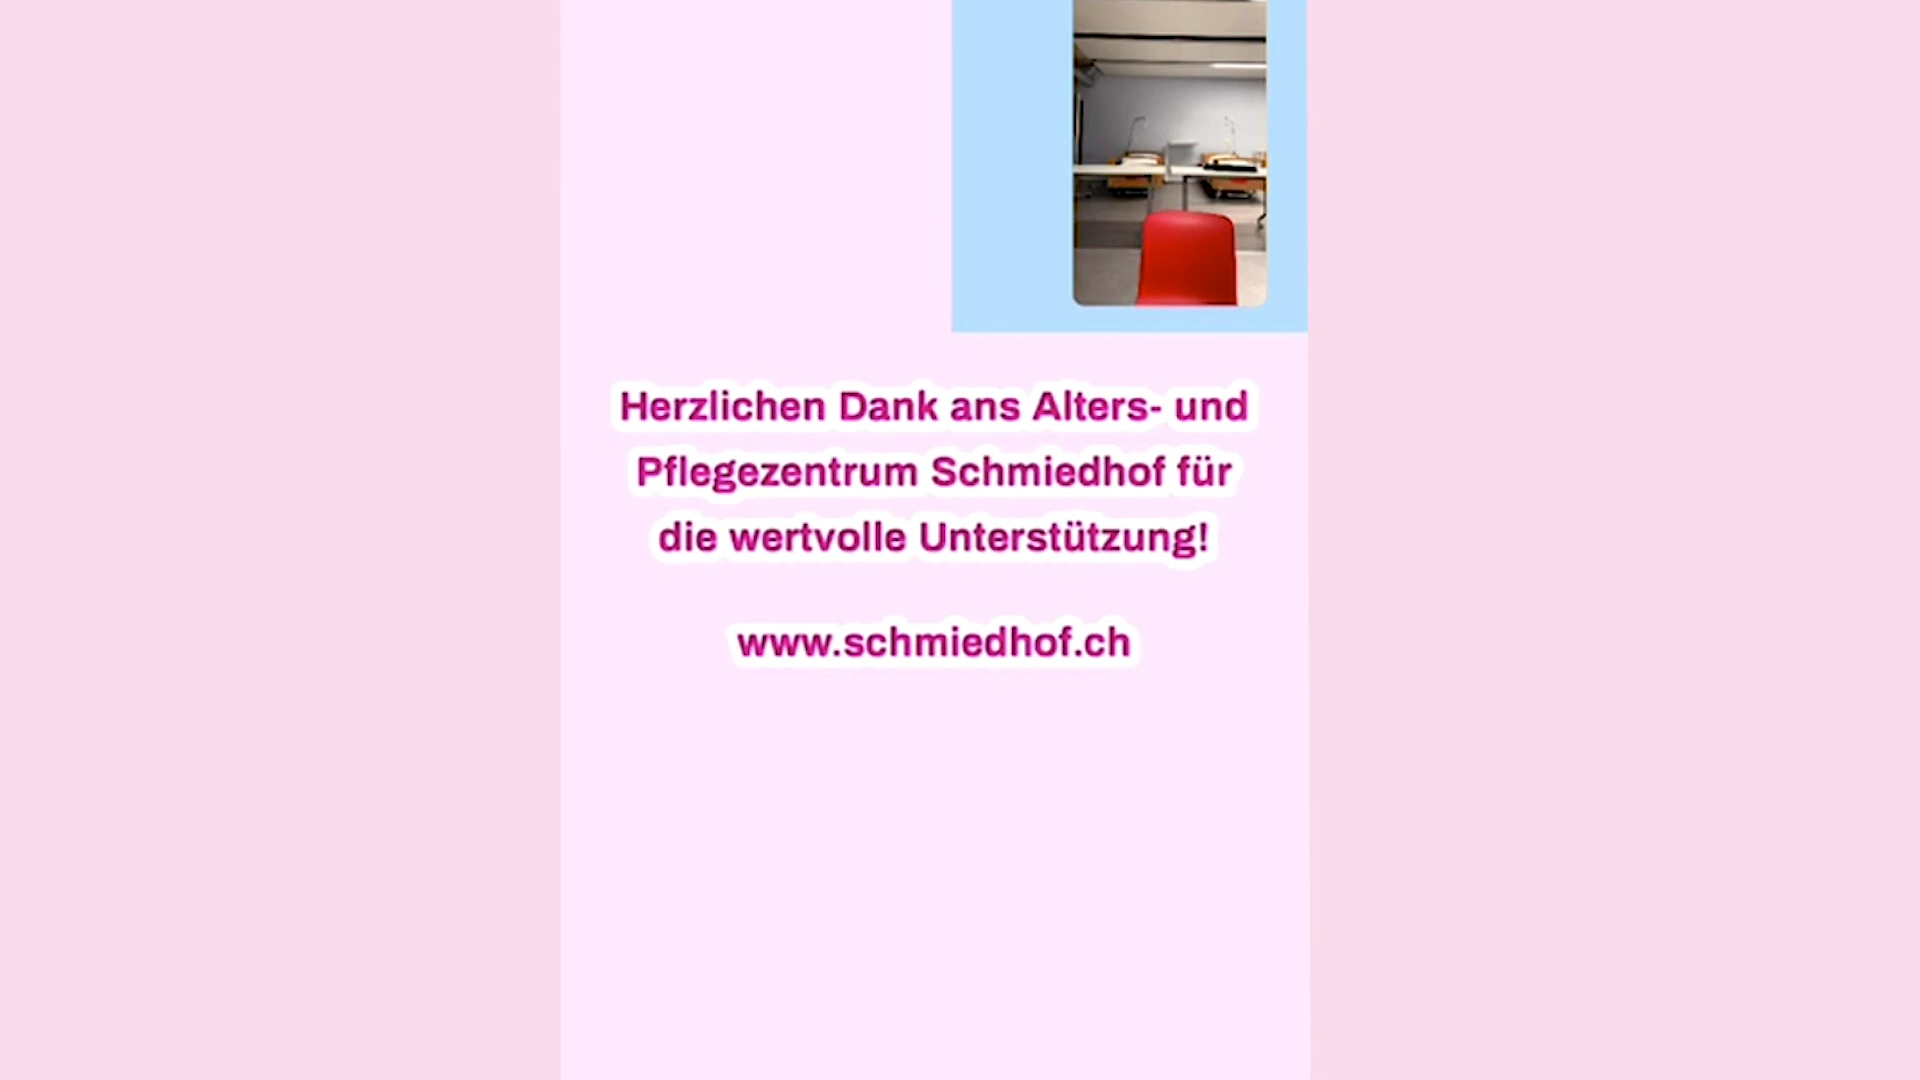 Herzlichen Dank ans Alters- und
Pflegezentrum Schmiedhof für
die wertvolle Unterstützung!
www.schmiedhof.ch